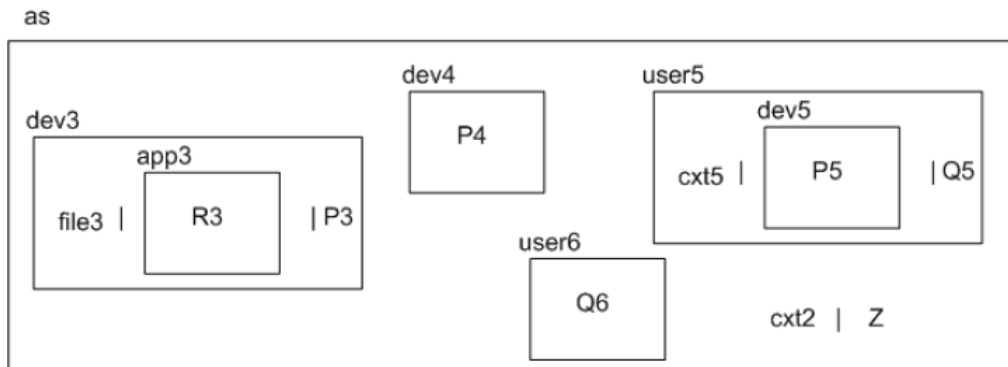 as
dev4
user5
dev3
dev5
app3
P4
cxt5 | P5 | Q5
file3 | R3 | P3
user6
Q6
cxt2 | Z